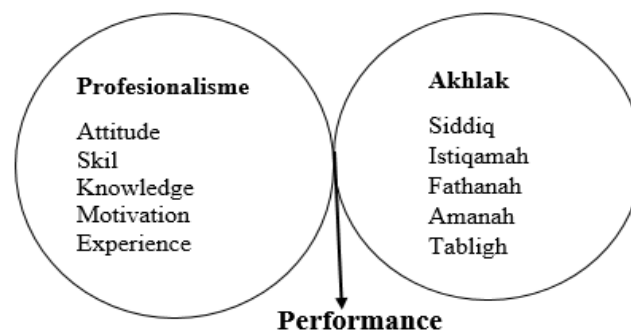 Profesionalisme
Attitude
Skil
Knowledge
Motivation
Experience
Akhlak
Siddiq
Istiqamah
Fathanah
Amanah
Tabligh
Performance